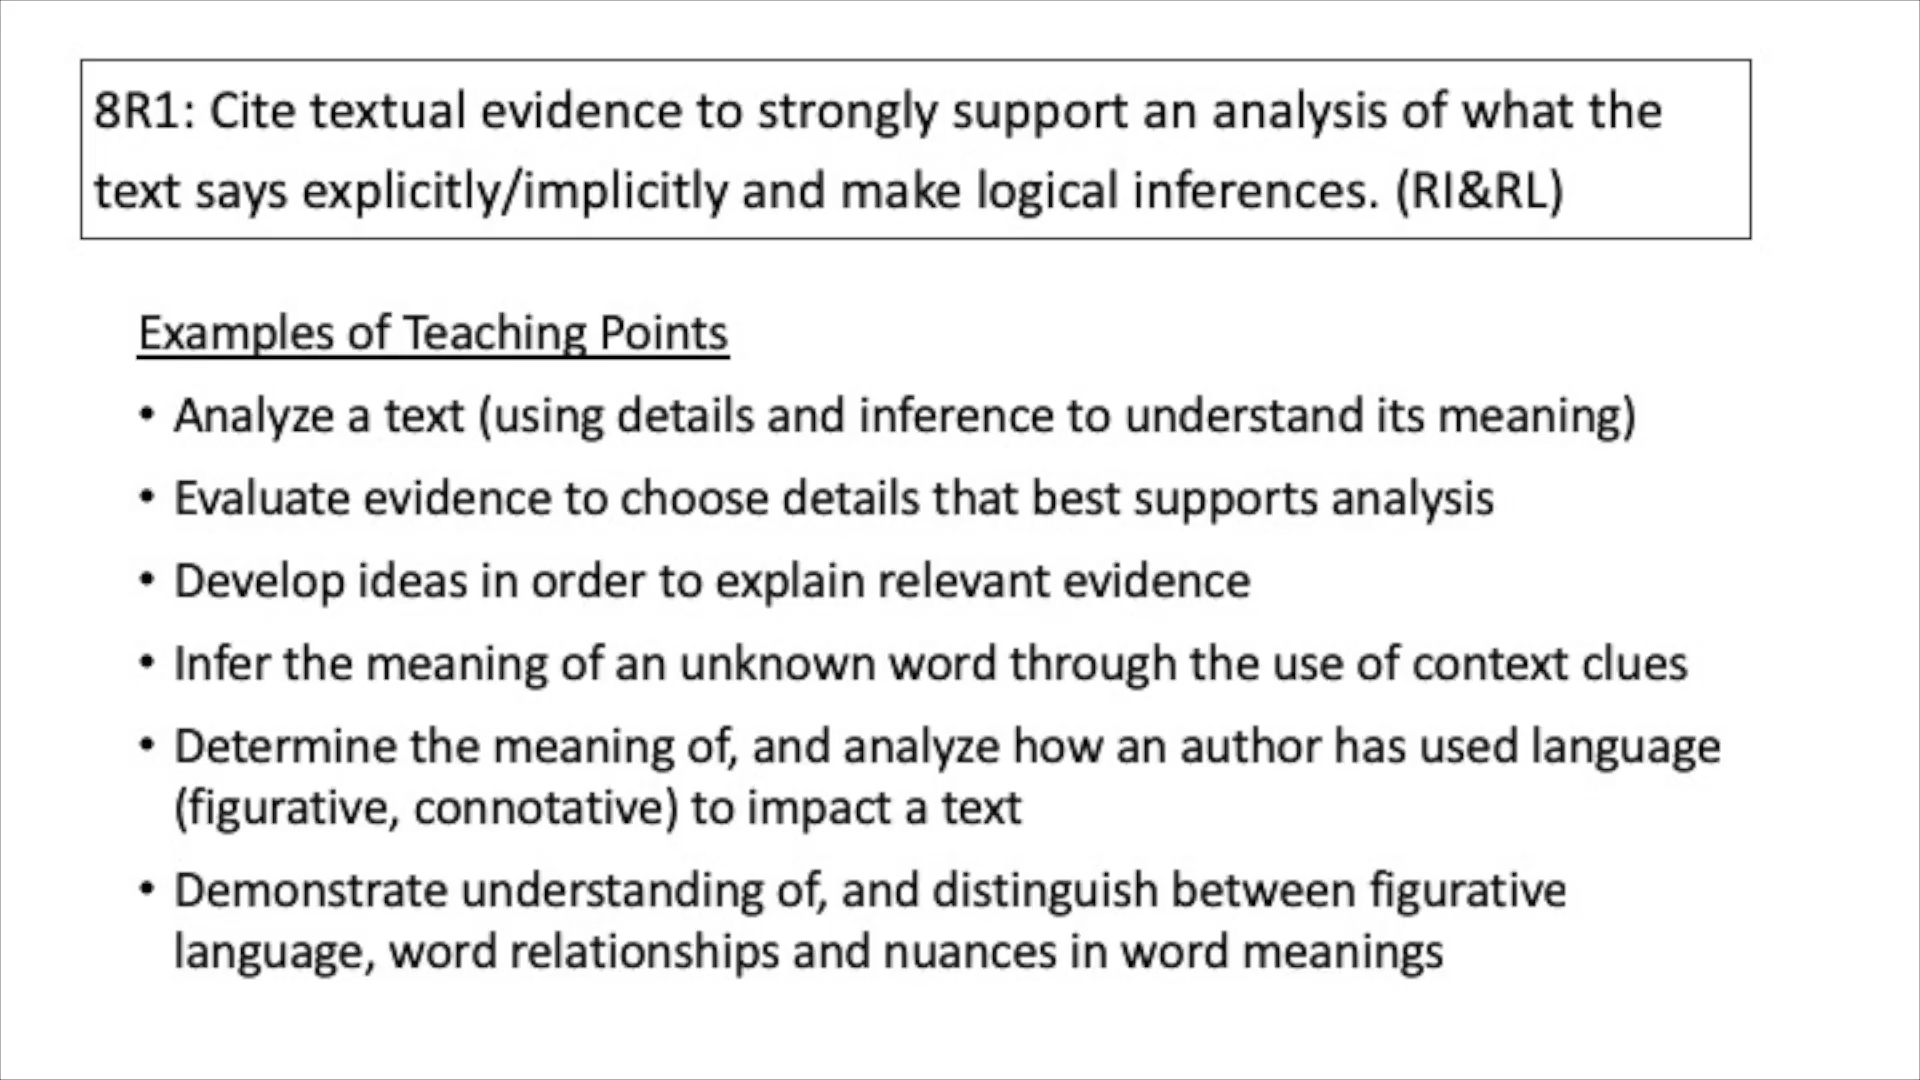 8R1: Cite textual evidence to strongly support an analysis of what the
text says explicitly/implicitly and make logical inferences. (RI&RL)
Examples of Teaching Points
• Analyze a text (using details and inference to understand its meaning)
• Evaluate evidence to choose details that best supports analysis
• Develop ideas in order to explain relevant evidence
• Infer the meaning of an unknown word through the use of context clues
• Determine the meaning of, and analyze how an author has used language
(figurative, connotative) to impact a text
• Demonstrate understanding of, and distinguish between figurative
language, word relationships and nuances in word meanings